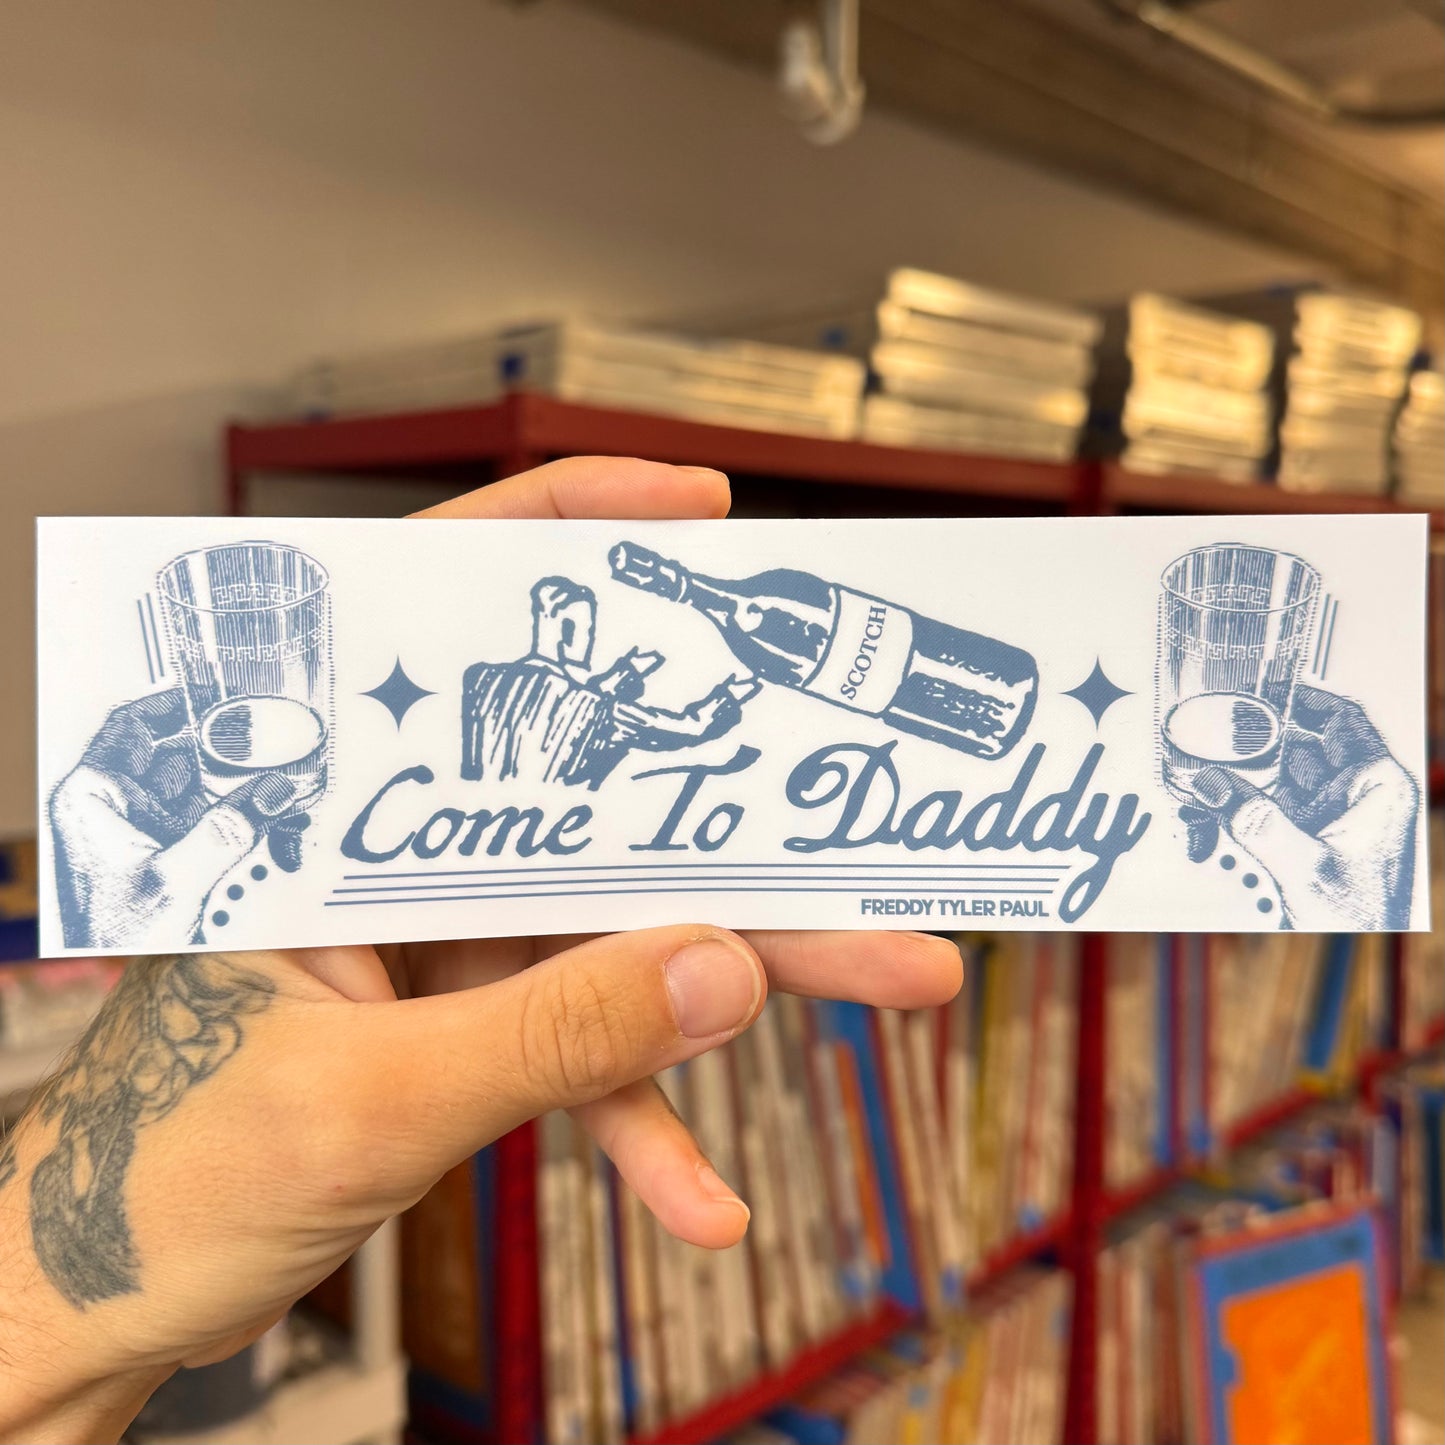 SCOTCH
Come To Daddy
FREDDY TYLER PAUL